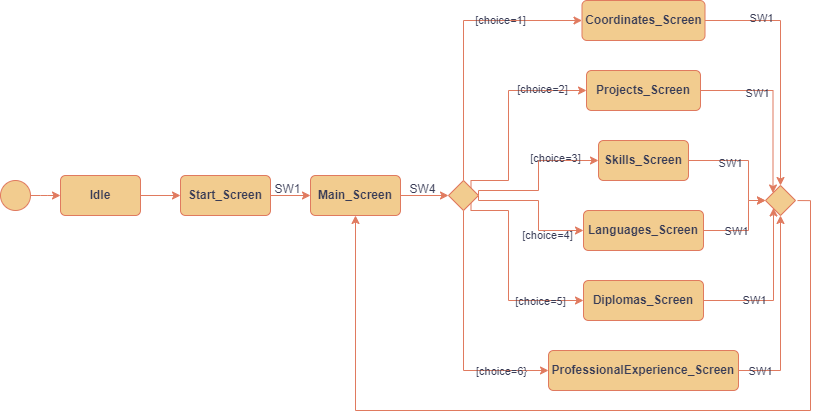 [choice=1]
Coordinates_Screen
SW1
[choice=2]
Projects_Screen
SW1
[choice=3]
Skills_Screen
SW1
Idle
Start_Screen
SW1
Main_Screen
SW4
[choice=4]
Languages_Screen
SW1
[choice=5]
Diplomas_Screen
SW1
[choice=6}
ProfessionalExperience_Screen
SW1